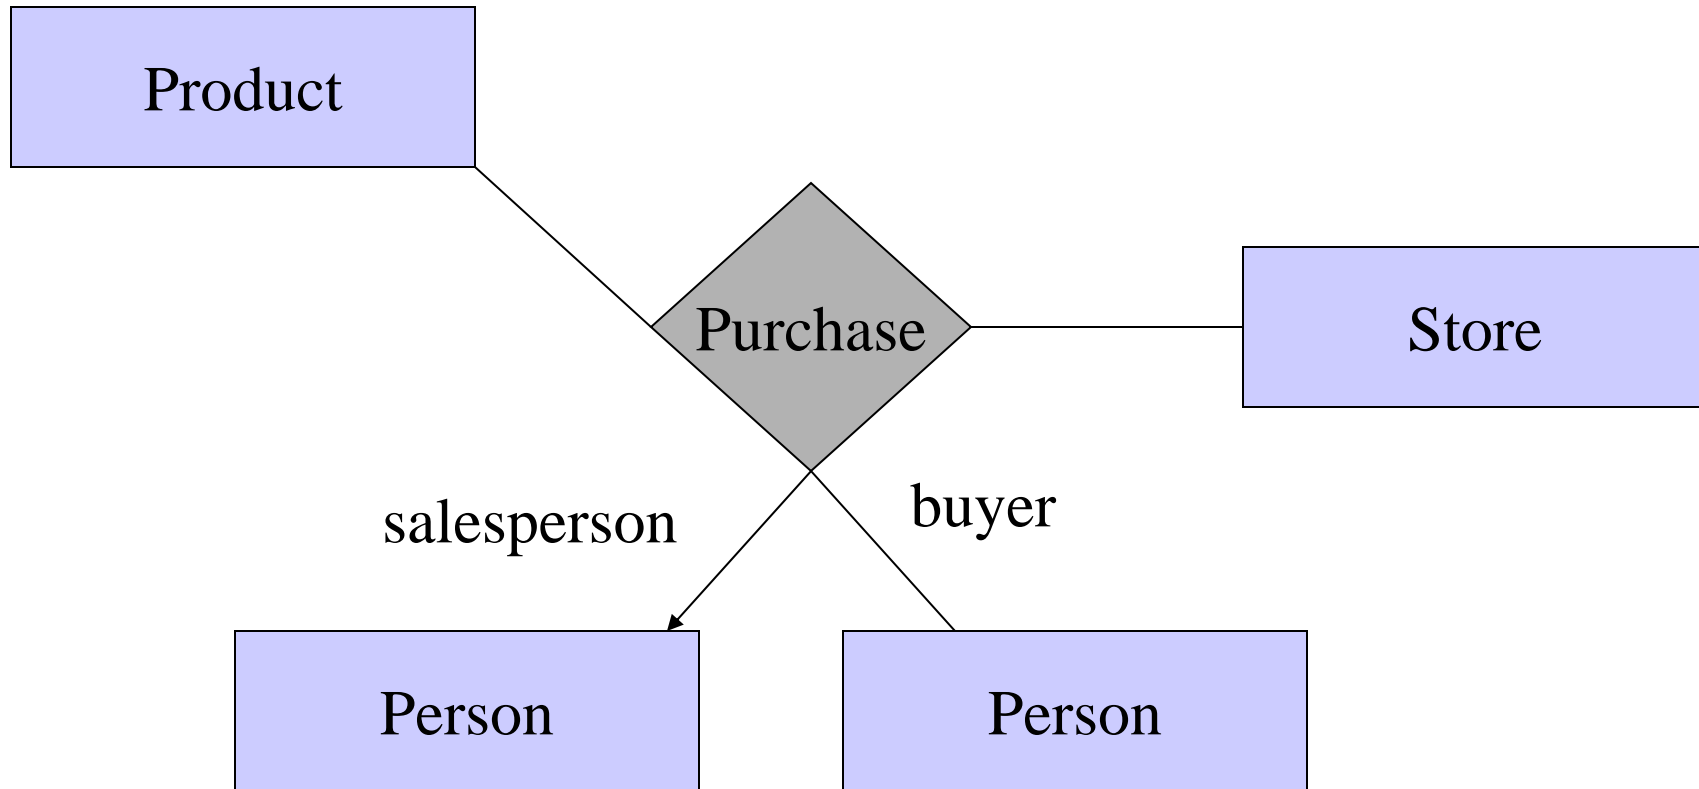 Product
Purchase
Store
salesperson
buyer
Person
Person